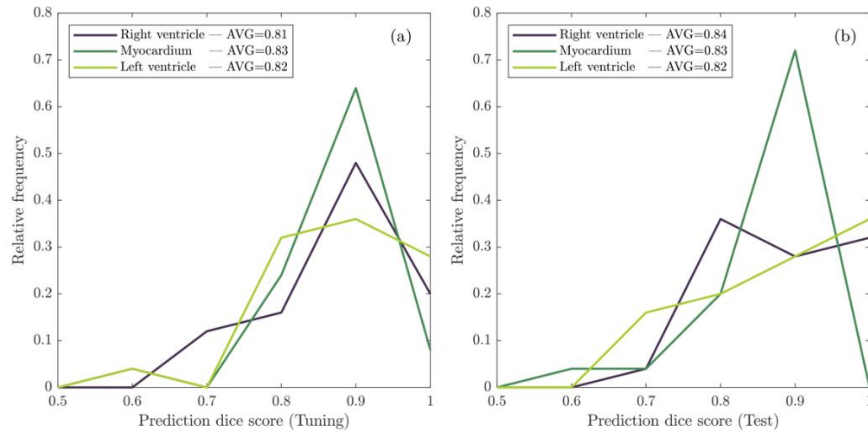 0.8
0.7
0.6
0.5
0.4
0.3
0.2
0.1
0
Relative frequency
Right ventricle — AVG=0.81
Myocardium — AVG=0.83
Left ventricle — AVG=0.82
(a)
0.5 0.6 0.7 0.8 0.9 1
Prediction dice score (Tuning)
0.8
0.7
0.6
0.5
0.4
0.3
0.2
0.1
0
Relative frequency
Right ventricle — AVG=0.84
Myocardium — AVG=0.83
Left ventricle — AVG=0.82
(b)
0.5 0.6 0.7 0.8 0.9
Prediction dice score (Test)